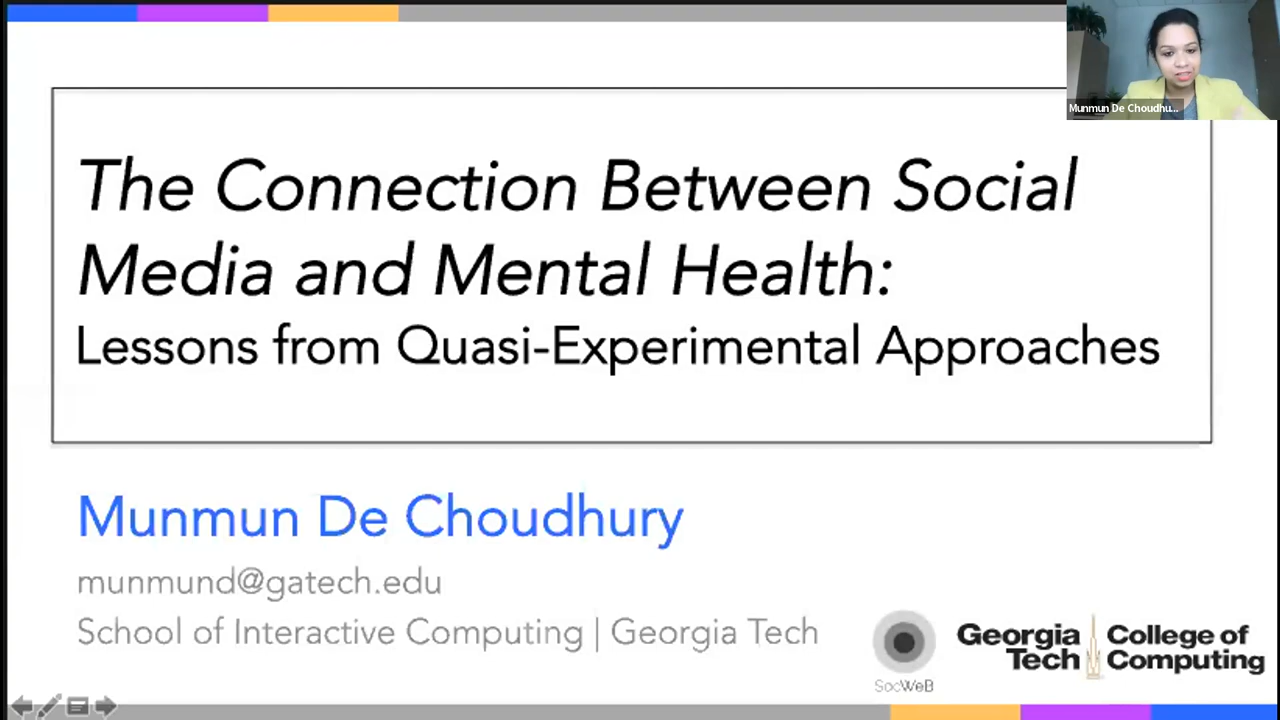 Munmun De Choudhu...
The Connection Between Social
Media and Mental Health:
Lessons from Quasi-Experimental Approaches
Munmun De Choudhury
munmund@gatech.edu
School of Interactive Computing | Georgia Tech
SocWeB
Georgia Tech
College of Computing